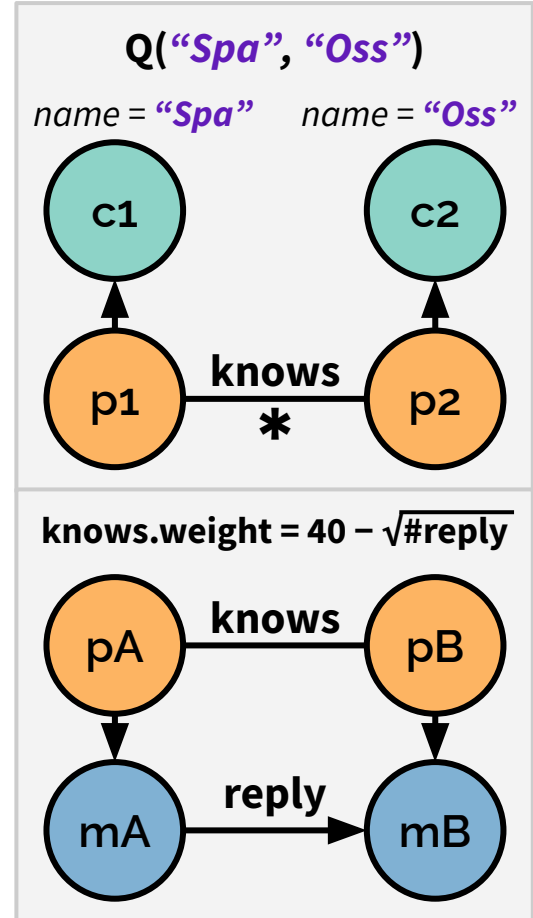 Q(“Spa”, “Oss”)
name = “Spa” name = “Oss”
c1 c2
knows
p1 p2
*
knows.weight = 40 − √#reply
knows
pA pB
reply
mA mB